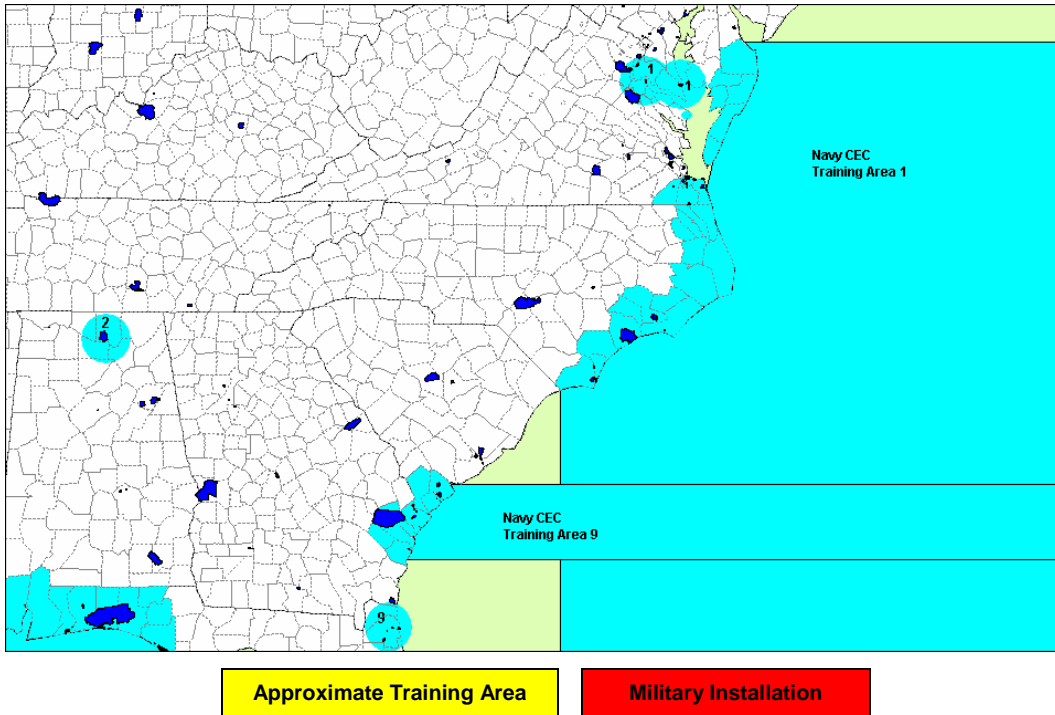 1
1
Navy CEC
Training Area 1
2
Navy CEC
Training Area 9
9
Approximate Training Area
Military Installation